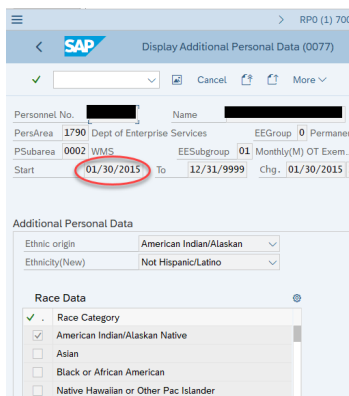 RP0 (1) 700
SAP Display Additional Personal Data (0077)
Cancel More
Personnel No. Name
PersArea 1790 Dept of Enterprise Services EEGroup 0 Permane
PSubarea 0002 WMS EESubgroup 01 Monthly(M) OT Exem.
Start 01/30/2015 To 12/31/9999 Chg. 01/30/2015
Additional Personal Data
Ethnic origin American Indian/Alaskan
Ethnicity(New) Not Hispanic/Latino
Race Data
. Race Category
American Indian/Alaskan Native
Asian
Black or African American
Native Hawaiian or Other Pac Islander